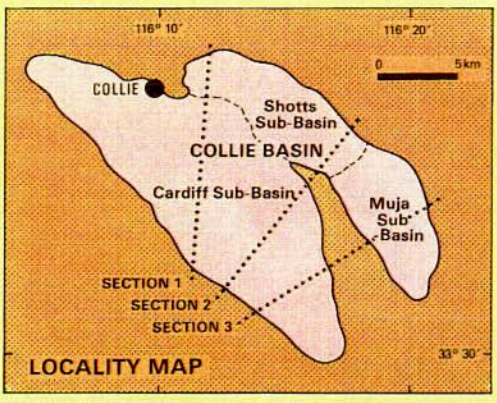 116° 10'
116° 20'
0 5km
COLLIE
Shotts
Sub-Basin
COLLIE BASIN
Cardiff Sub-Basin
Muja
Sub
Basin
SECTION 1
SECTION 2
SECTION 3
33° 30'
LOCALITY MAP